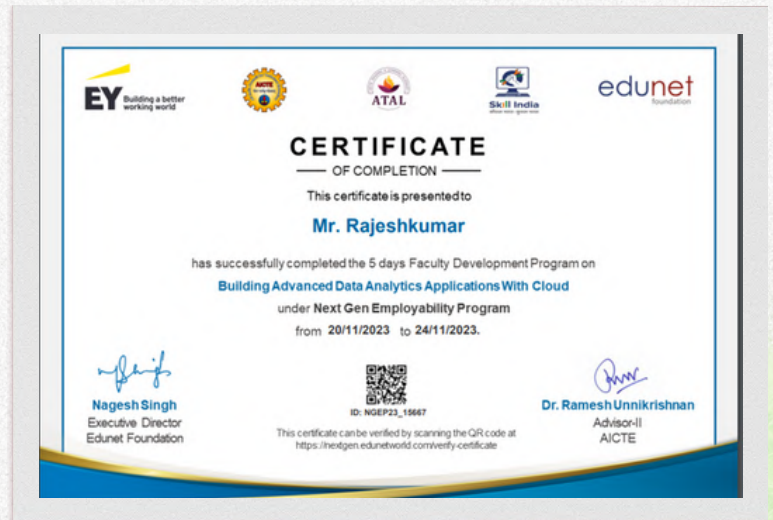 EY Building a better
working world
AICTE
ATAL
Skill India
edunet
foundation
CERTIFICATE
OF COMPLETION
This certificate is presented to
Mr. Rajeshkumar
has successfully completed the 5 days Faculty Development Program on
Building Advanced Data Analytics Applications With Cloud
under Next Gen Employability Program
from 20/11/2023 to 24/11/2023.
Nagesh Singh
Executive Director
Edunet Foundation
ID: NGEP23_15667
This certificate can be verified by scanning the QR code at
https://nextgen.edunetworld.com/verify-certificate
Dr. Ramesh Unnikrishnan
Advisor-II
AICTE